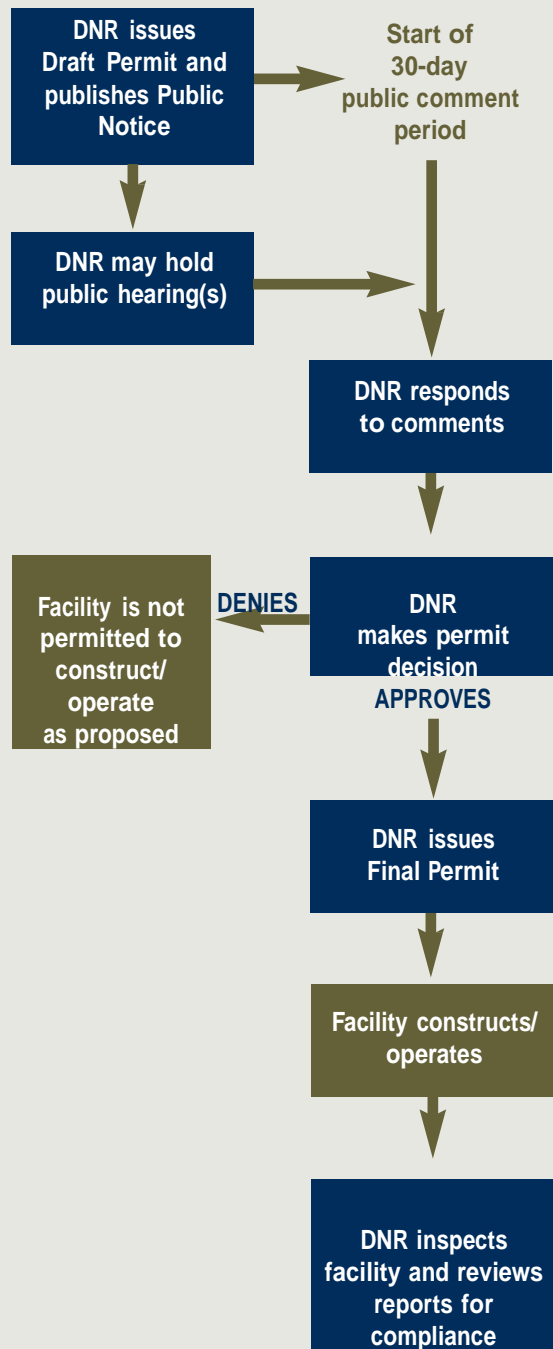 DNR issues
Draft Permit and
publishes Public
Notice
Start of
30-day
public comment
period
DNR may hold
public hearing(s)
DNR responds
to comments
Facility is not
permitted to
construct/
operate
as proposed
DENIES
DNR
makes permit
decision
APPROVES
DNR issues
Final Permit
Facility constructs/
operates
DNR inspects
facility and reviews
reports for
compliance